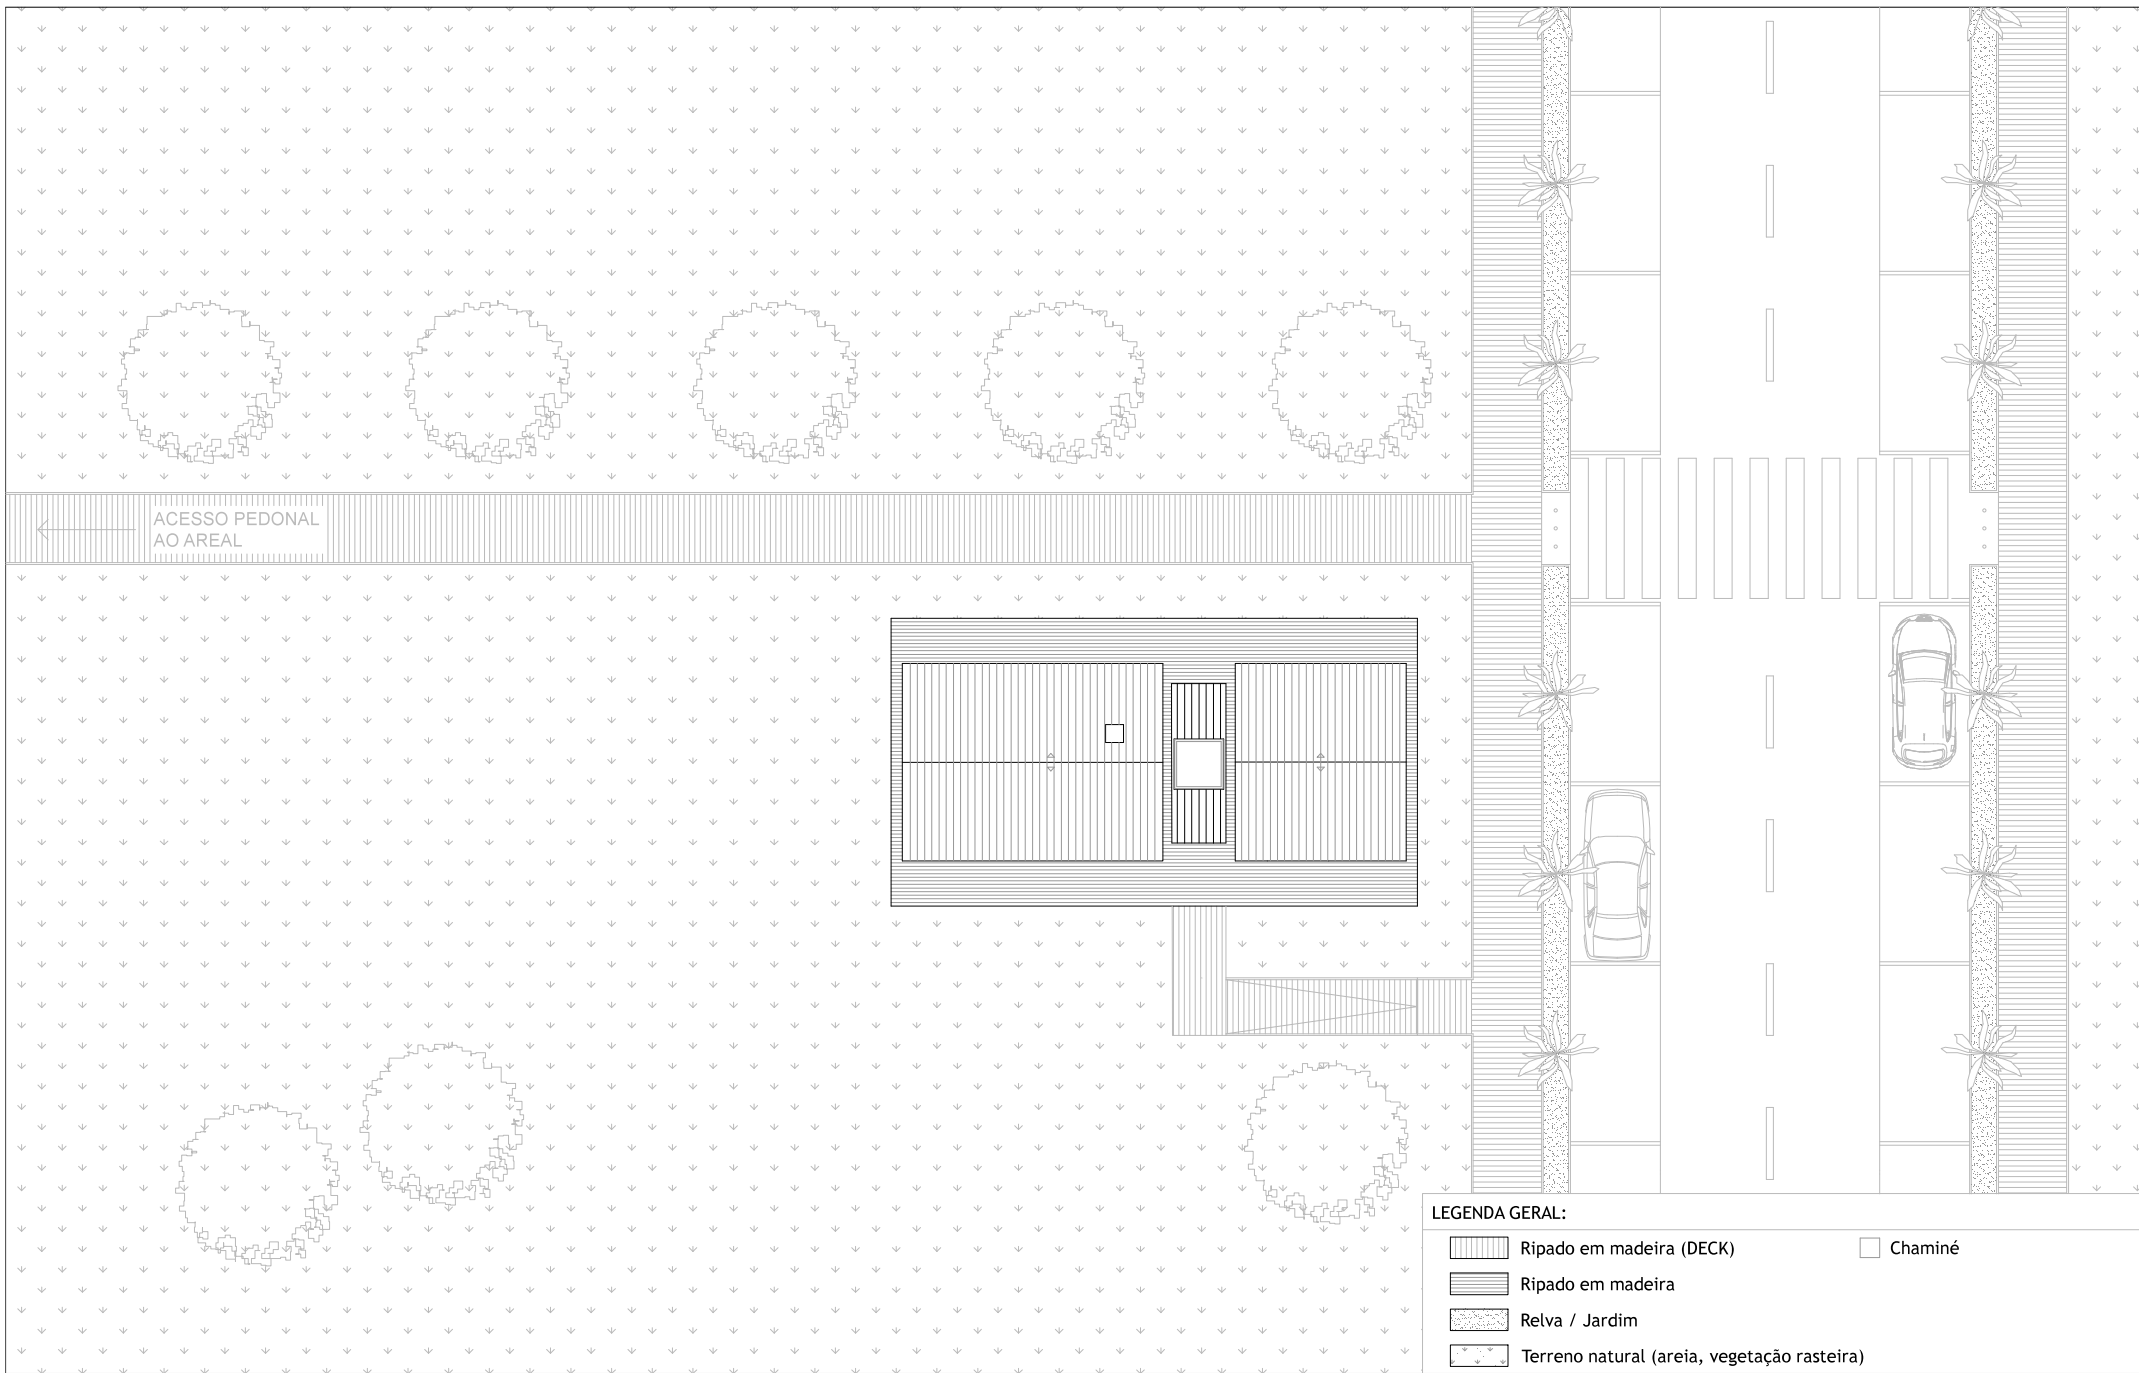 ACESSO PEDONAL
AO AREAL
LEGENDA GERAL:
Ripado em madeira (DECK)
Chaminé
Ripado em madeira
Relva / Jardim
Terreno natural (areia, vegetação rasteira)